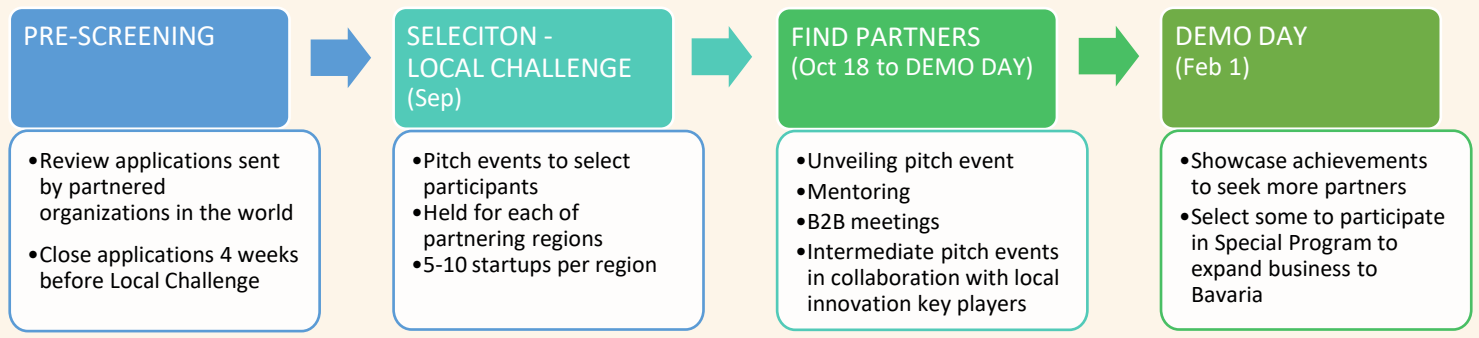 PRE-SCREENING
•Review applications sent
by partnered
organizations in the world
•Close applications 4 weeks
before Local Challenge
SELECITON -
LOCAL CHALLENGE
(Sep)
•Pitch events to select
participants
•Held for each of
partnering regions
•5-10 startups per region
FIND PARTNERS
(Oct 18 to DEMO DAY)
•Unveiling pitch event
•Mentoring
•B2B meetings
•Intermediate pitch events
in collaboration with local
innovation key players
DEMO DAY
(Feb 1)
•Showcase achievements
to seek more partners
•Select some to participate
in Special Program to
expand business to
Bavaria